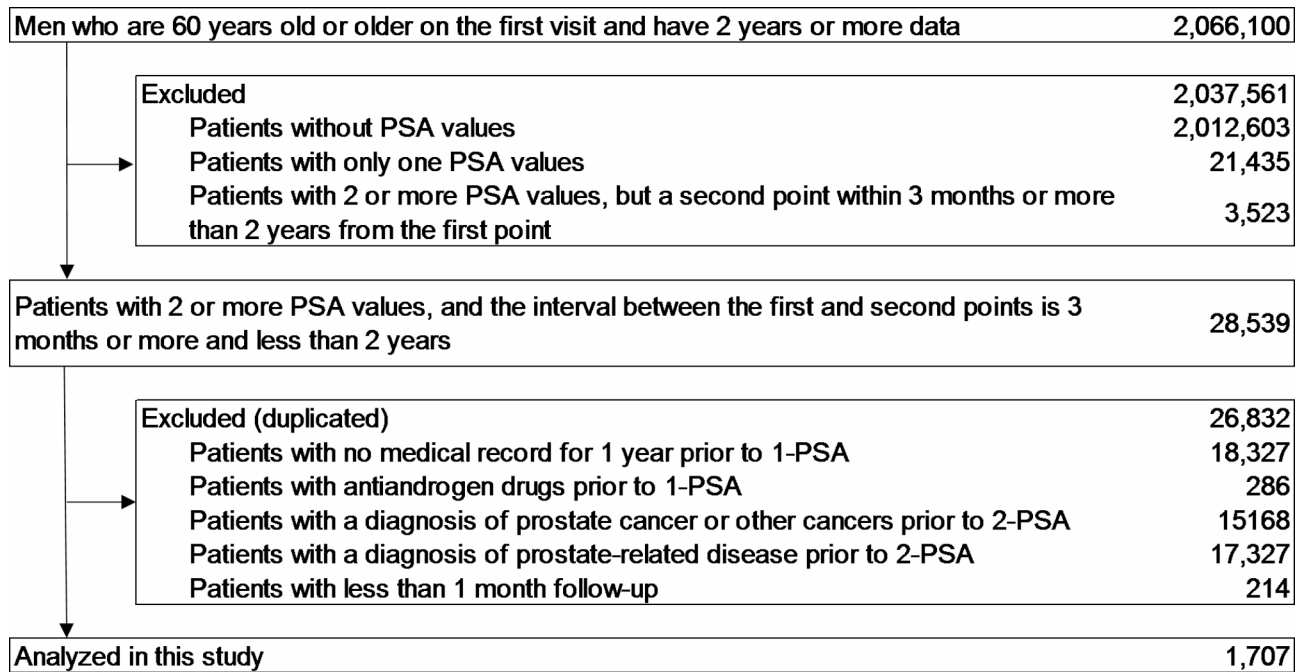 Men who are 60 years old or older on the first visit and have 2 years or more data 2,066,100
Excluded 2,037,561
Patients without PSA values 2,012,603
Patients with only one PSA values 21,435
Patients with 2 or more PSA values, but a second point within 3 months or more
than 2 years from the first point 3,523
Patients with 2 or more PSA values, and the interval between the first and second points is 3
months or more and less than 2 years 28,539
Excluded (duplicated) 26,832
Patients with no medical record for 1 year prior to 1-PSA 18,327
Patients with antiandrogen drugs prior to 1-PSA 286
Patients with a diagnosis of prostate cancer or other cancers prior to 2-PSA 15168
Patients with a diagnosis of prostate-related disease prior to 2-PSA 17,327
Patients with less than 1 month follow-up 214
Analyzed in this study 1,707